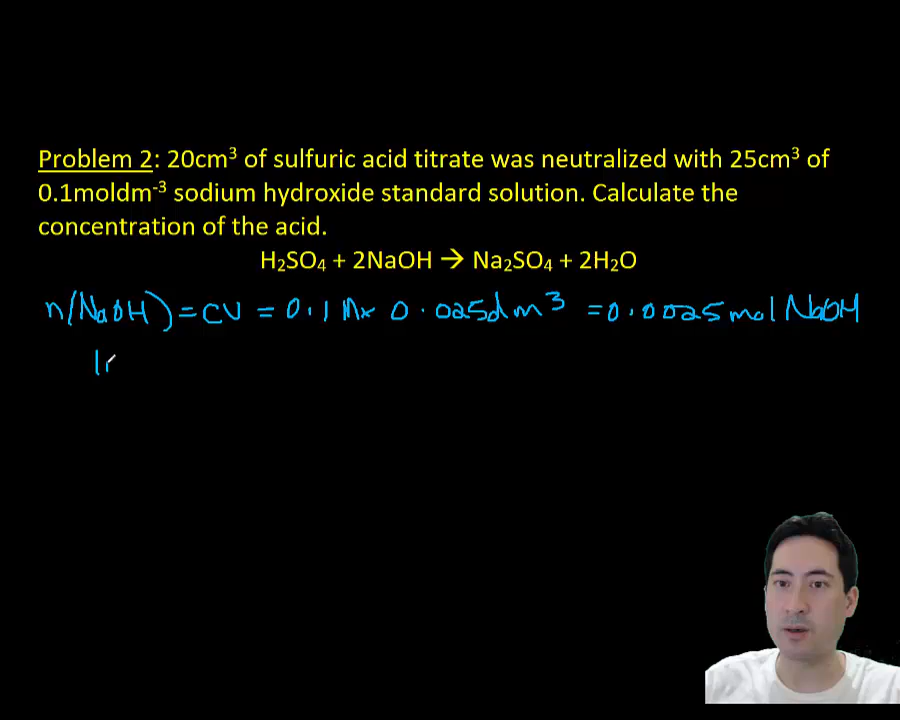 Problem 2: 20cm³ of sulfuric acid titrate was neutralized with 25cm³ of
0.1moldm⁻³ sodium hydroxide standard solution. Calculate the
concentration of the acid.
H₂SO₄ + 2NaOH → Na₂SO₄ + 2H₂O
n(NaOH) = CV = 0.1 M x 0.025dm³ = 0.0025 mol NaOH